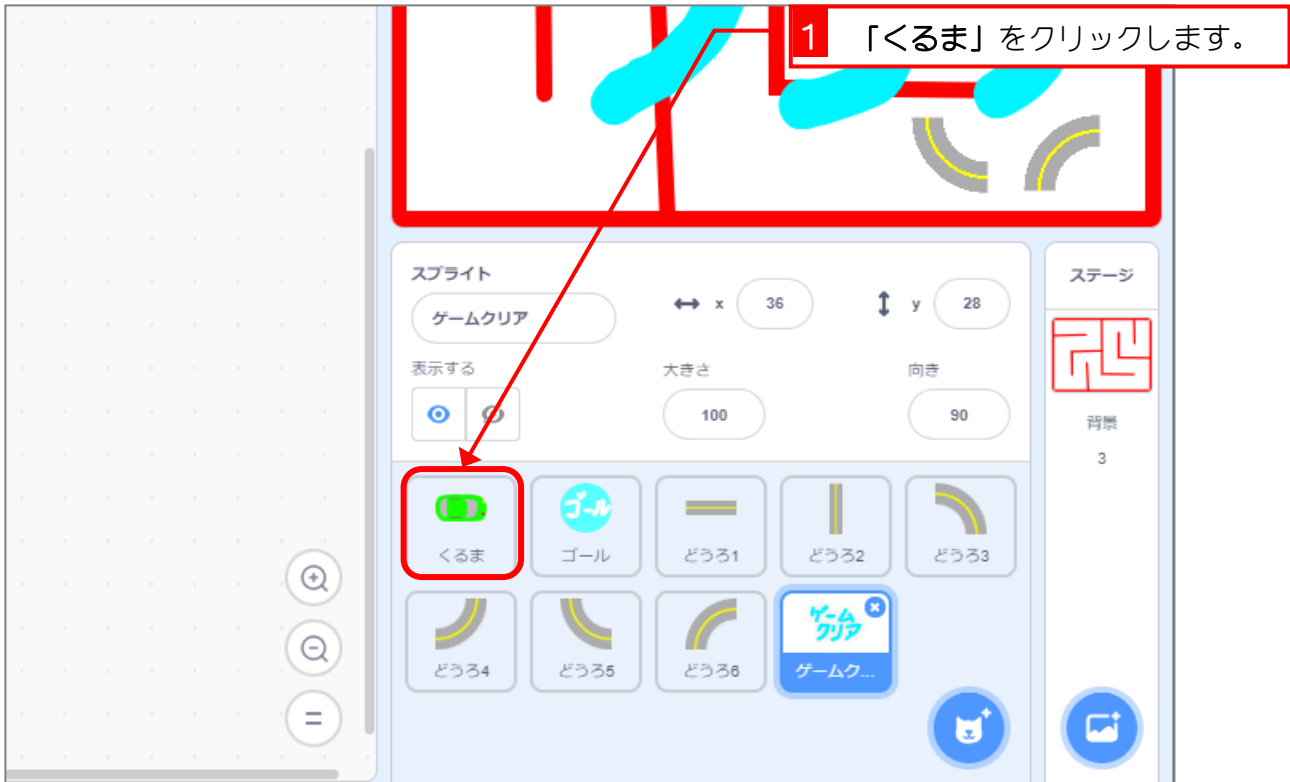 1 「くるま」をクリックします。
スプライト
ゲームクリア
x 36
y 28
表示する
大きさ
100
向き
90
ステージ
背景
3
ゴール
くるま
ゴール
どうろ1
どうろ2
どうろ3
ゲーム
クリア
どうろ4
どうろ5
どうろ6
ゲームク...